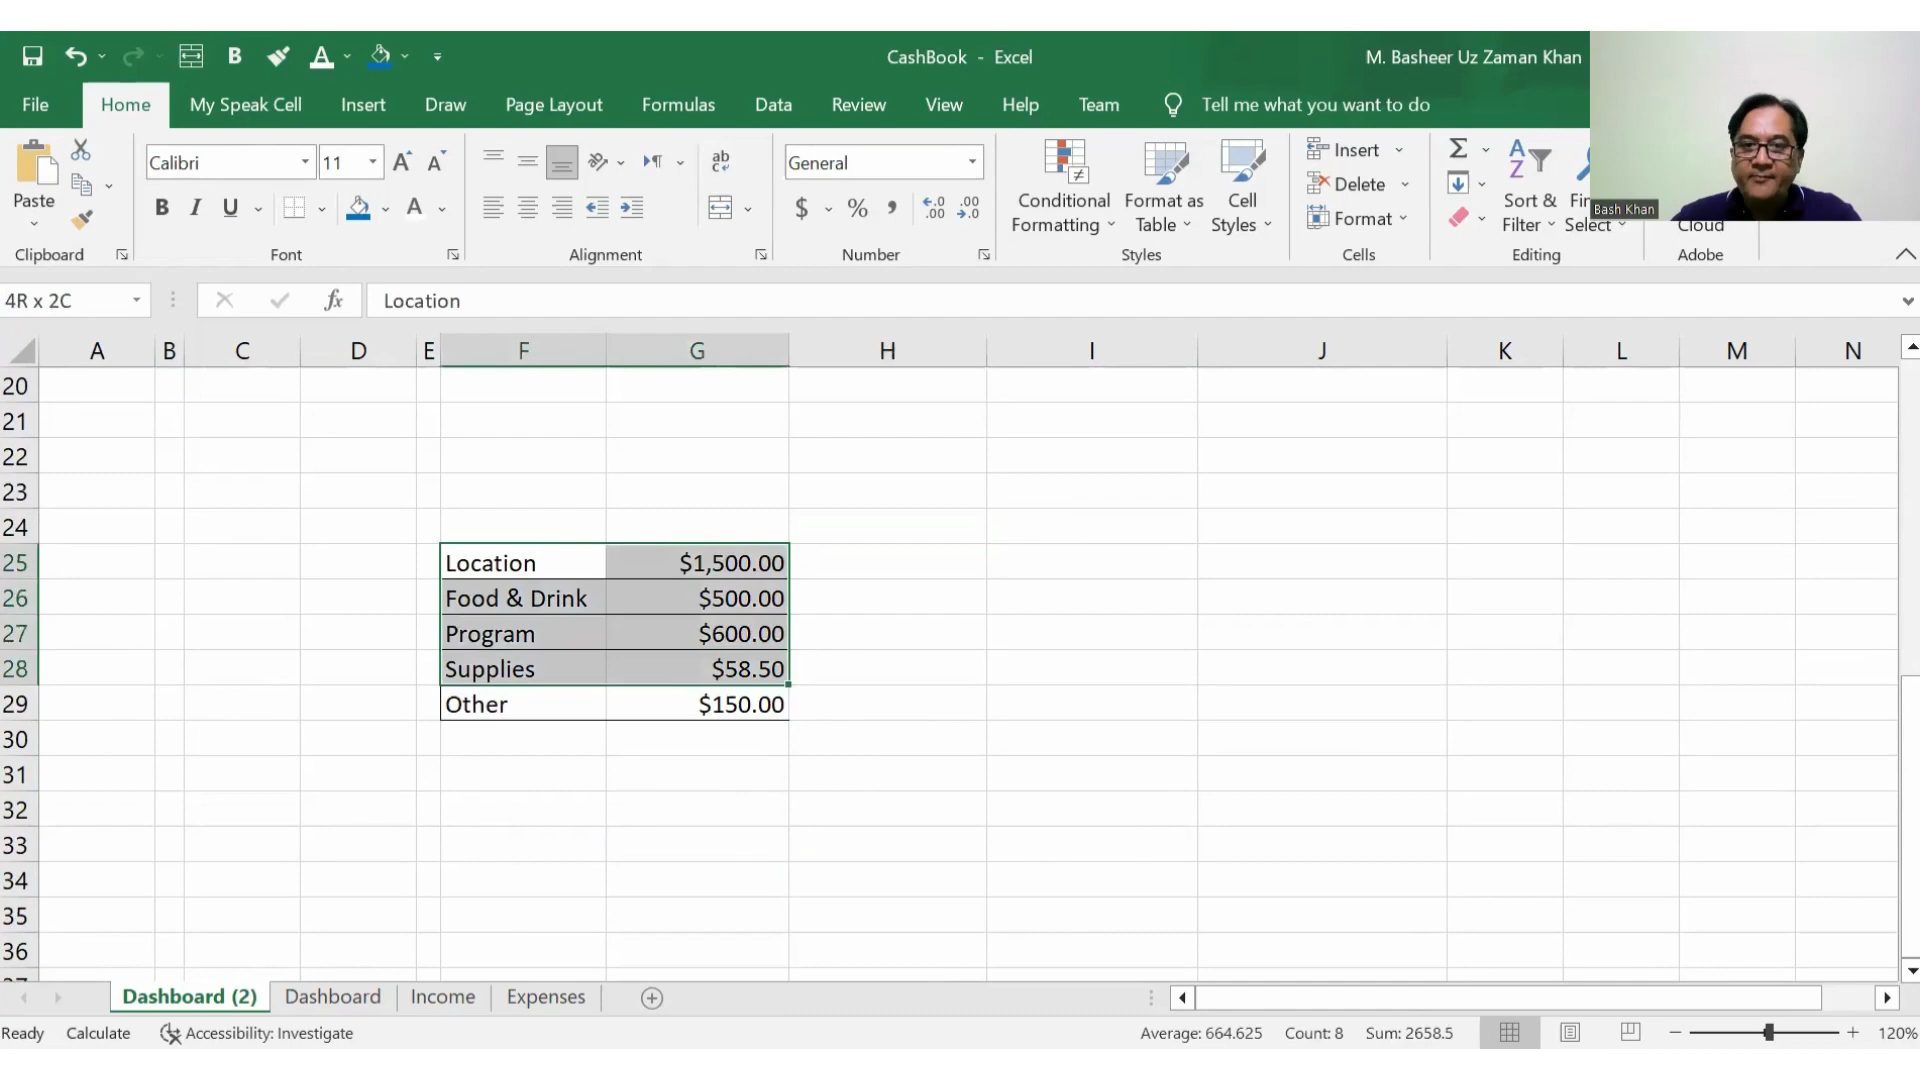 CashBook - Excel
M. Basheer Uz Zaman Khan
File Home My Speak Cell Insert Draw Page Layout Formulas Data Review View Help Team Tell me what you want to do
Bash Khan
Paste
Clipboard
Calibri 11
B I U
Font
ab
Alignment
General
$ % ,
Number
Conditional Formatting
Format as Table
Cell Styles
Styles
Insert
Delete
Format
Cells
Sort & Filter
Select
Editing
Cloud
Adobe
4R x 2C
fx
Location
A B C D E F G H I J K L M N
20
21
22
23
24
25 Location $1,500.00
26 Food & Drink $500.00
27 Program $600.00
28 Supplies $58.50
29 Other $150.00
30
31
32
33
34
35
36
Dashboard (2) Dashboard Income Expenses
Ready Calculate Accessibility: Investigate Average: 664.625 Count: 8 Sum: 2658.5 120%